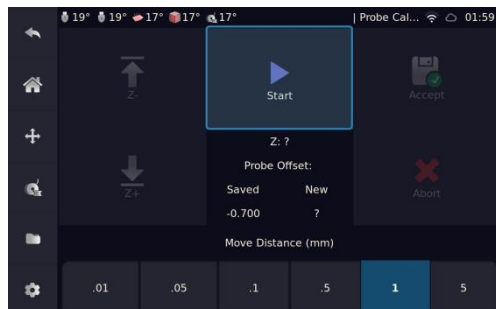 19° 19° 17° 17° 17° | Probe Cal... 01:59
Z-
Start
Accept
Z: ?
Probe Offset:
Saved New
Z+
Abort
-0.700 ?
Move Distance (mm)
.01 .05 .1 .5 1 5